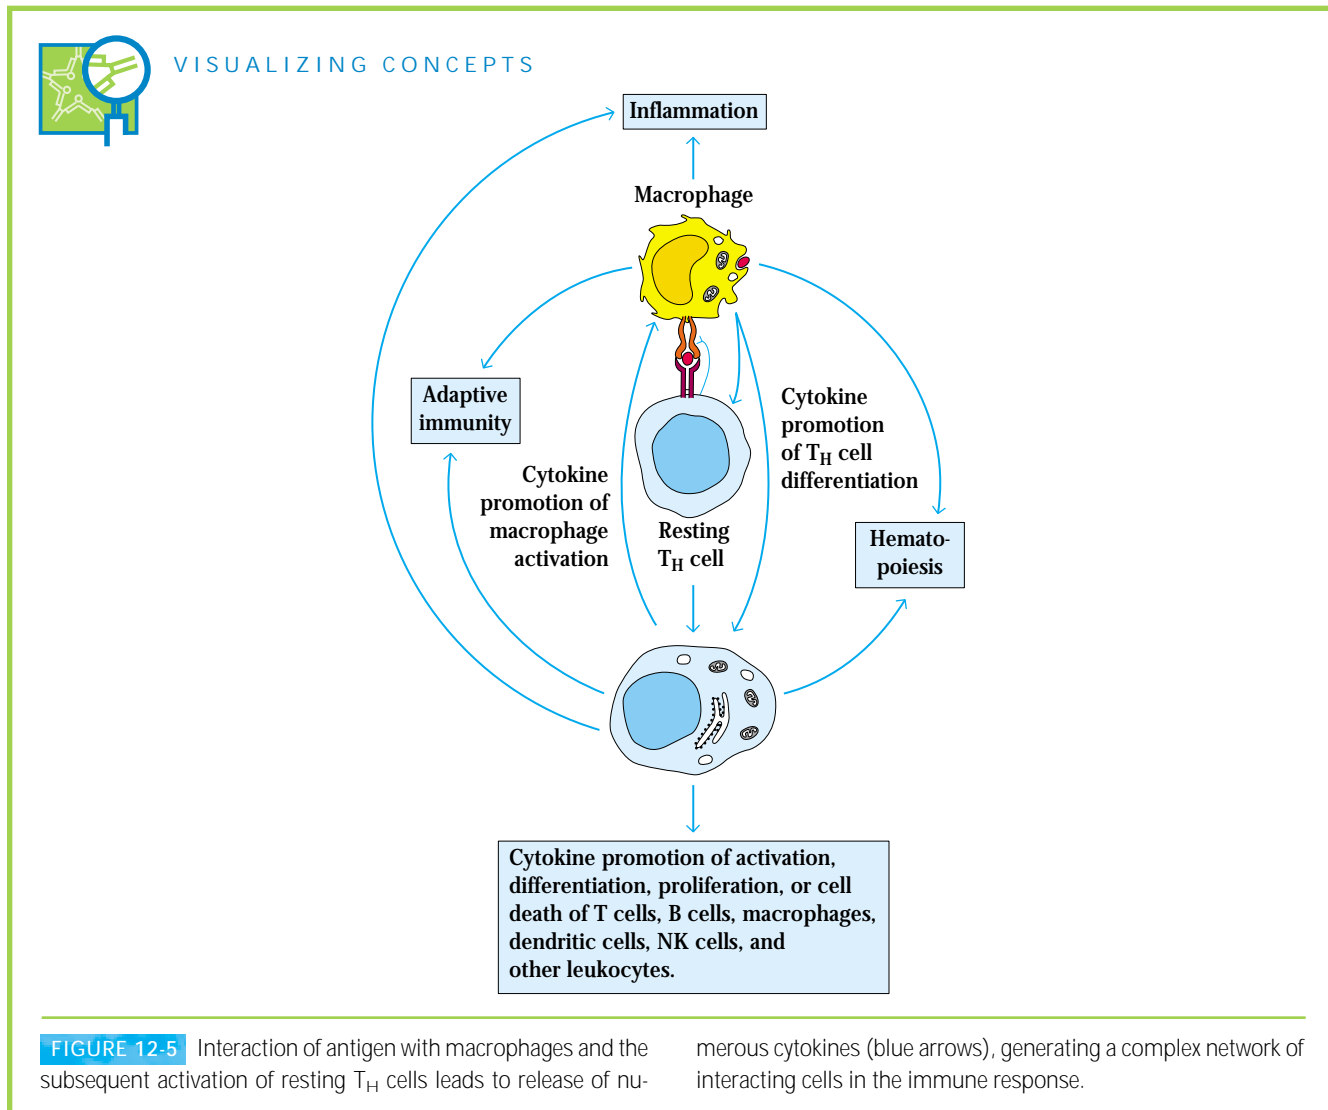 VISUALIZING CONCEPTS
Inflammation
Macrophage
Adaptive
immunity
Cytokine
promotion
of TH cell
differentiation
Cytokine
promotion of
macrophage
activation
Resting
TH cell
Hemato-
poiesis
Cytokine promotion of activation,
differentiation, proliferation, or cell
death of T cells, B cells, macrophages,
dendritic cells, NK cells, and
other leukocytes.
FIGURE 12-5 Interaction of antigen with macrophages and the
subsequent activation of resting TH cells leads to release of nu-
merous cytokines (blue arrows), generating a complex network of
interacting cells in the immune response.